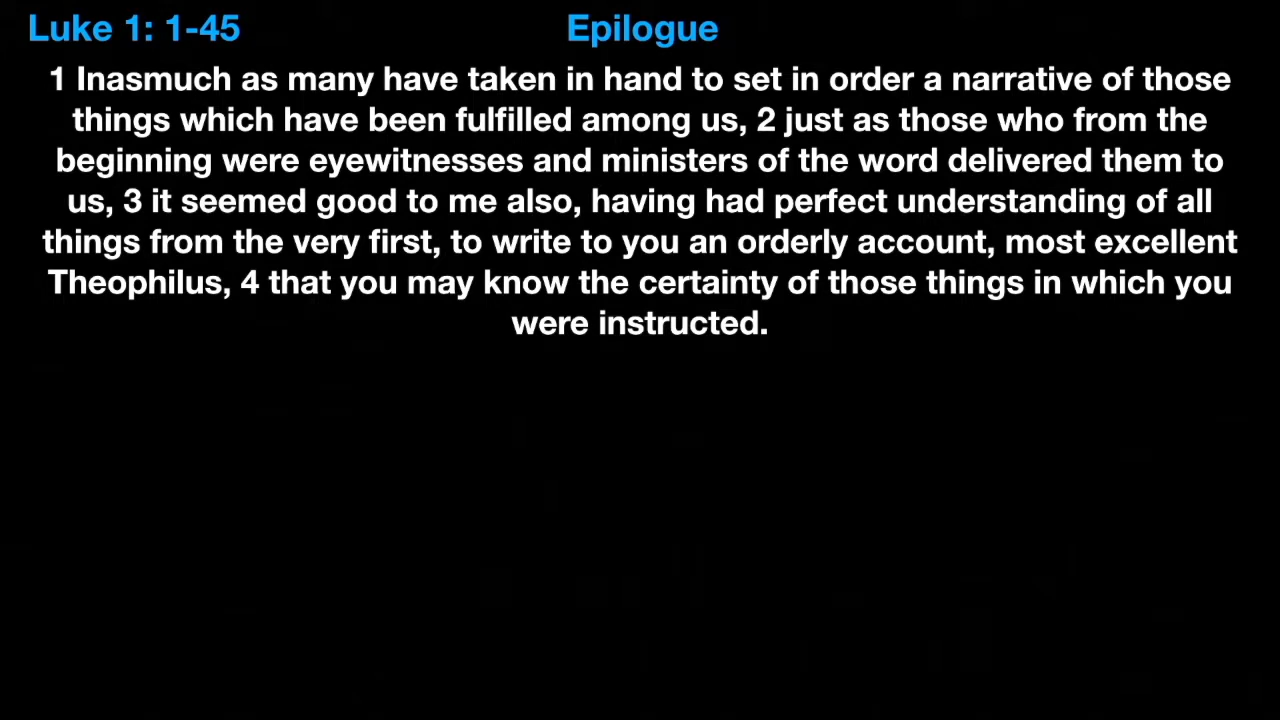 Luke 1: 1-45 Epilogue
1 Inasmuch as many have taken in hand to set in order a narrative of those
things which have been fulfilled among us, 2 just as those who from the
beginning were eyewitnesses and ministers of the word delivered them to
us, 3 it seemed good to me also, having had perfect understanding of all
things from the very first, to write to you an orderly account, most excellent
Theophilus, 4 that you may know the certainty of those things in which you
were instructed.